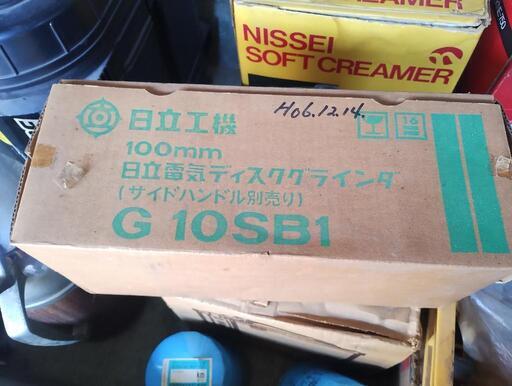 NISSEI
SOFT CREAMER
日立工機
H06.12.14.
16
100mm
日立電気ディスクグラインダ
(サイドハンドル別売り)
G 10SB1